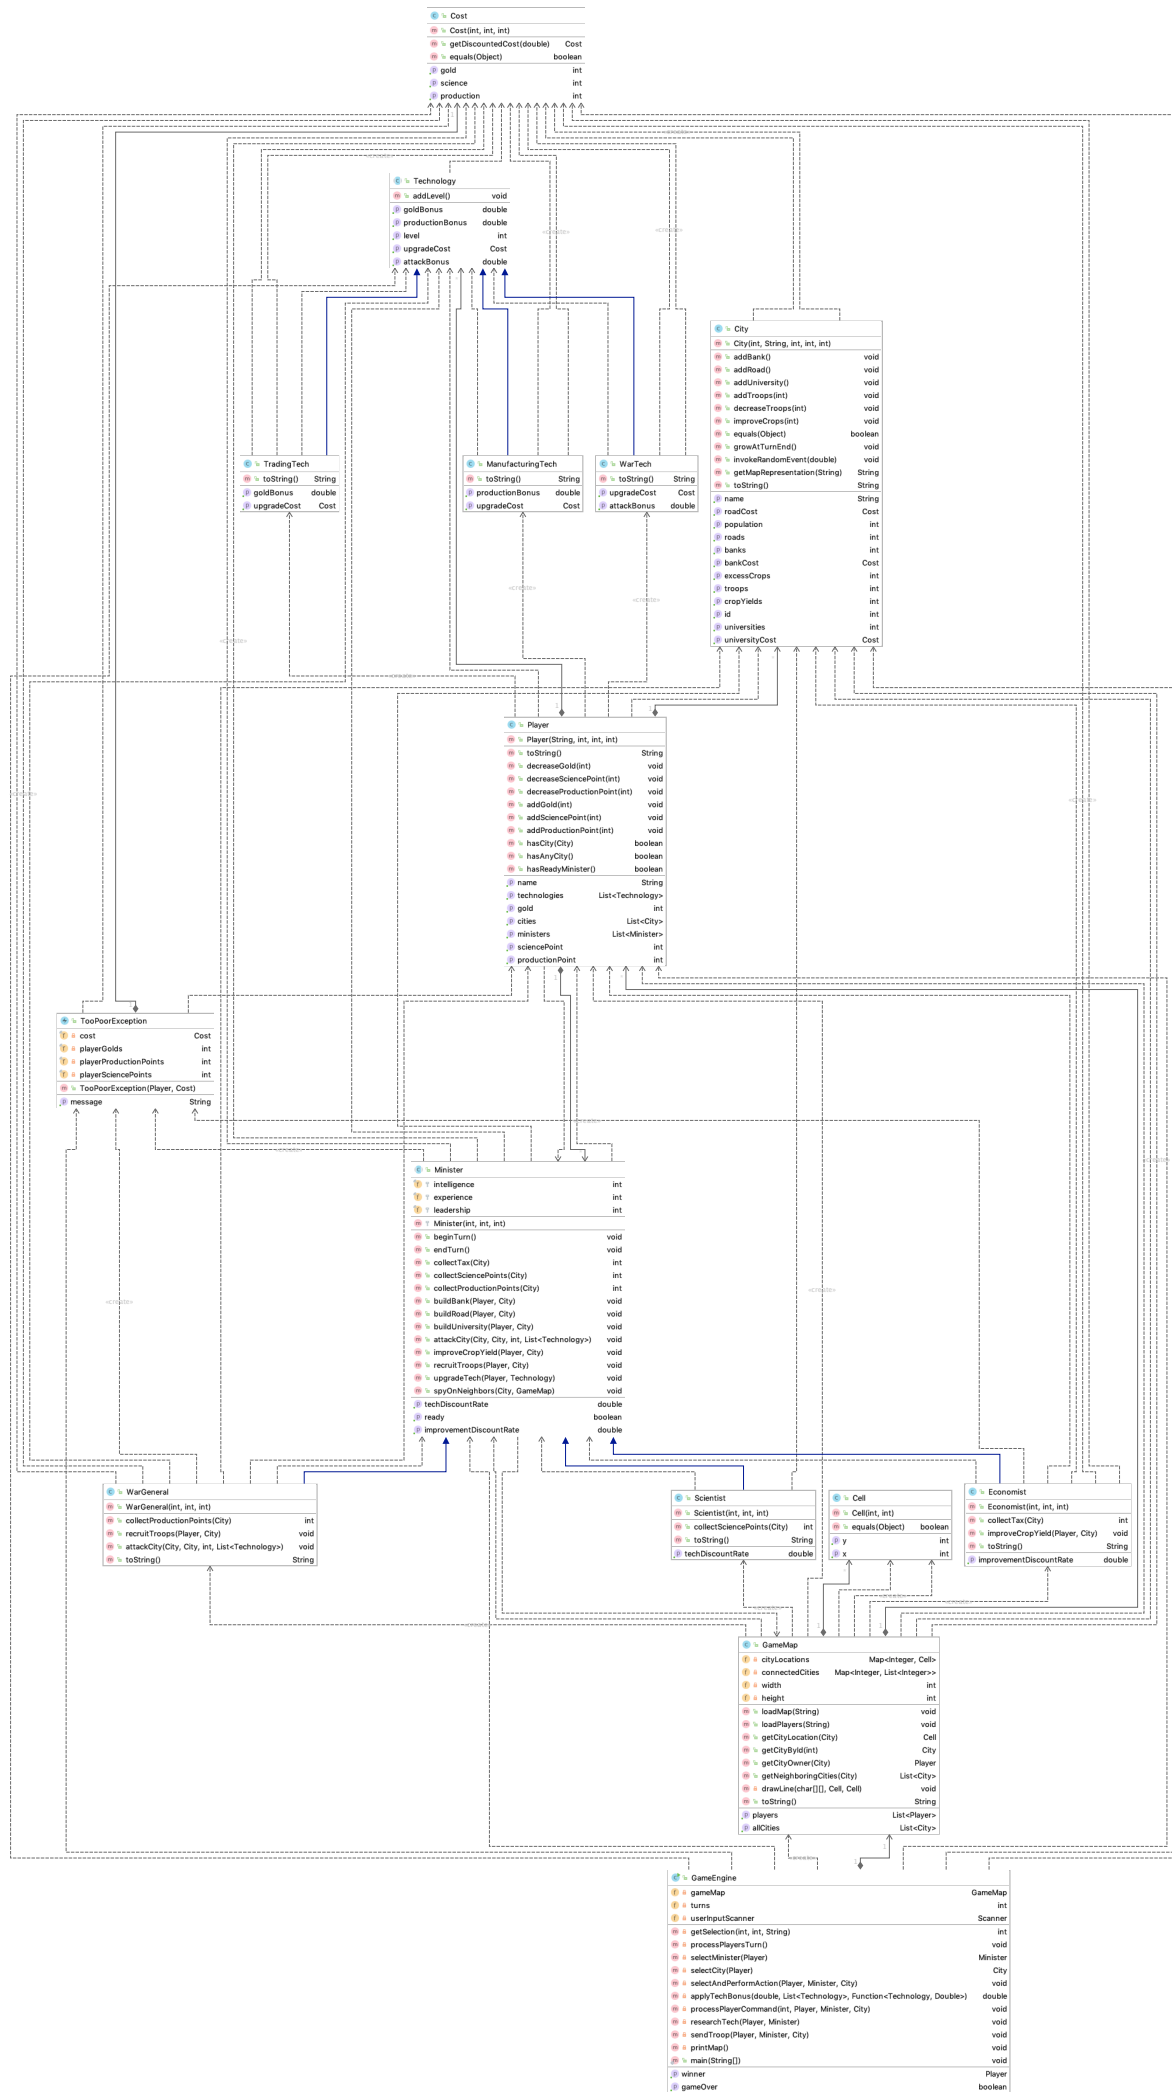 Cost
Cost(int, int, int)
getDiscountedCost(double) Cost
equals(Object) boolean
gold int
science int
production int
«create»
«create»
Technology
addLevel() void
goldBonus double
productionBonus double
level int
upgradeCost Cost
attackBonus double
«create»
«create»
City
City(int, String, int, int, int)
addBank() void
addRoad() void
addUniversity() void
addTroops(int) void
decreaseTroops(int) void
improveCrops(int) void
equals(Object) boolean
growAtTurnEnd() void
invokeRandomEvent(double) void
getMapRepresentation(String) String
toString() String
name String
roadCost Cost
population int
roads int
banks int
bankCost Cost
excessCrops int
troops int
cropYields int
id int
universities int
universityCost Cost
TradingTech
toString() String
goldBonus double
upgradeCost Cost
ManufacturingTech
toString() String
productionBonus double
upgradeCost Cost
WarTech
toString() String
upgradeCost Cost
attackBonus double
«create»
«create»
«create»
«create»
«create»
«create»
Player
Player(String, int, int, int)
toString() String
decreaseGold(int) void
decreaseSciencePoint(int) void
decreaseProductionPoint(int) void
addGold(int) void
addSciencePoint(int) void
addProductionPoint(int) void
hasCity(City) boolean
hasAnyCity() boolean
hasReadyMinister() boolean
name String
technologies List<Technology>
gold int
cities List<City>
ministers List<Minister>
sciencePoint int
productionPoint int
TooPoorException
cost Cost
playerGolds int
playerProductionPoints int
playerSciencePoints int
TooPoorException(Player, Cost)
message String
«create»
«create»
«create»
Minister
intelligence int
experience int
leadership int
Minister(int, int, int)
beginTurn() void
endTurn() void
collectTax(City) int
collectSciencePoints(City) int
collectProductionPoints(City) int
buildBank(Player, City) void
buildRoad(Player, City) void
buildUniversity(Player, City) void
attackCity(City, City, int, List<Technology>) void
improveCropYield(Player, City) void
recruitTroops(Player, City) void
upgradeTech(Player, Technology) void
spyOnNeighbors(City, GameMap) void
techDiscountRate double
ready boolean
improvementDiscountRate double
«create»
«create»
WarGeneral
WarGeneral(int, int, int)
collectProductionPoints(City) int
recruitTroops(Player, City) void
attackCity(City, City, int, List<Technology>) void
toString() String
Scientist
Scientist(int, int, int)
collectSciencePoints(City) int
toString() String
techDiscountRate double
Cell
Cell(int, int)
equals(Object) boolean
y int
x int
Economist
Economist(int, int, int)
collectTax(City) int
improveCropYield(Player, City) void
toString() String
improvementDiscountRate double
«create»
«create»
«create»
«create»
GameMap
cityLocations Map<Integer, Cell>
connectedCities Map<Integer, List<Integer>>
width int
height int
loadMap(String) void
loadPlayers(String) void
getCityLocation(City) Cell
getCityById(int) City
getCityOwner(City) Player
getNeighboringCities(City) List<City>
drawLine(char[][], Cell, Cell) void
toString() String
players List<Player>
allCities List<City>
«create»
GameEngine
gameMap GameMap
turns int
userInputScanner Scanner
getSelection(int, int, String) int
processPlayersTurn() void
selectMinister(Player) Minister
selectCity(Player) City
selectAndPerformAction(Player, Minister, City) void
applyTechBonus(double, List<Technology>, Function<Technology, Double>) double
processPlayerCommand(int, Player, Minister, City) void
researchTech(Player, Minister) void
sendTroop(Player, Minister, City) void
printMap() void
main(String[]) void
winner Player
gameOver boolean